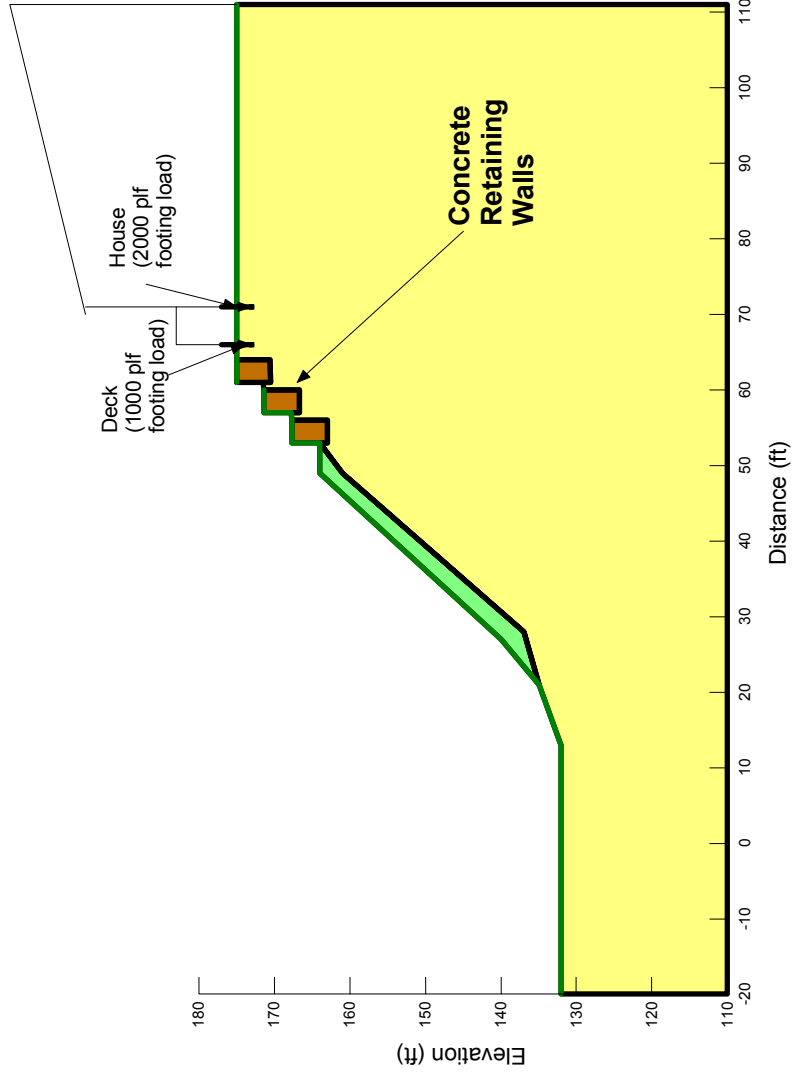 House
(2000 plf
footing load)
Deck
(1000 plf
footing load)
Concrete
Retaining
Walls
Elevation (ft)
180
170
160
150
140
130
120
110
-20
-10
0
10
20
30
40
50
60
70
80
90
100
110
Distance (ft)